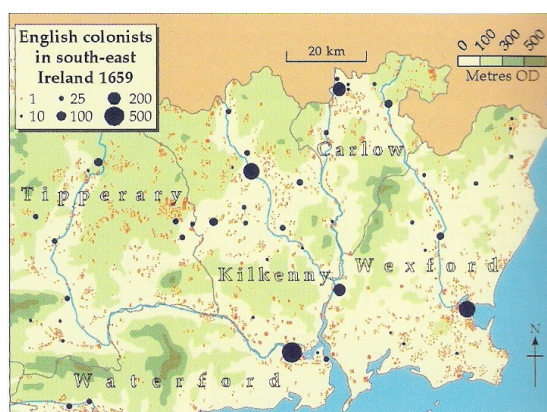 English colonists
in south-east
Ireland 1659
1 25 200
10 100 500
20 km
0 100 300 500
Metres OD
Carlow
Tipperary
Kilkenny
Wexford
Waterford
N